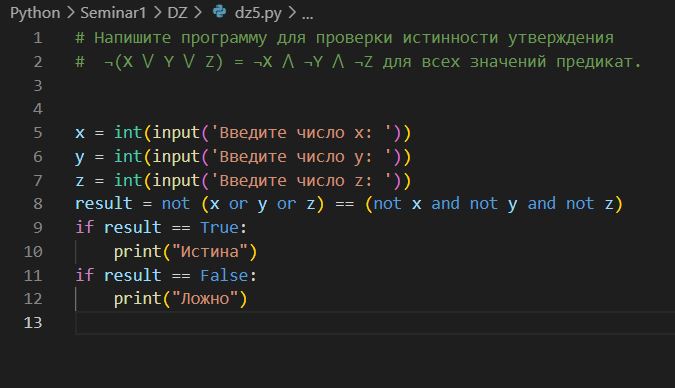 Python > Seminar1 > DZ > dz5.py > ...
1 # Напишите программу для проверки истинности утверждения
2 #  ¬(X ⋁ Y ⋁ Z) = ¬X ⋀ ¬Y ⋀ ¬Z для всех значений предикат.
3
4
5 x = int(input('Введите число x: '))
6 y = int(input('Введите число y: '))
7 z = int(input('Введите число z: '))
8 result = not (x or y or z) == (not x and not y and not z)
9 if result == True:
10     print("Истина")
11 if result == False:
12     print("Ложно")
13